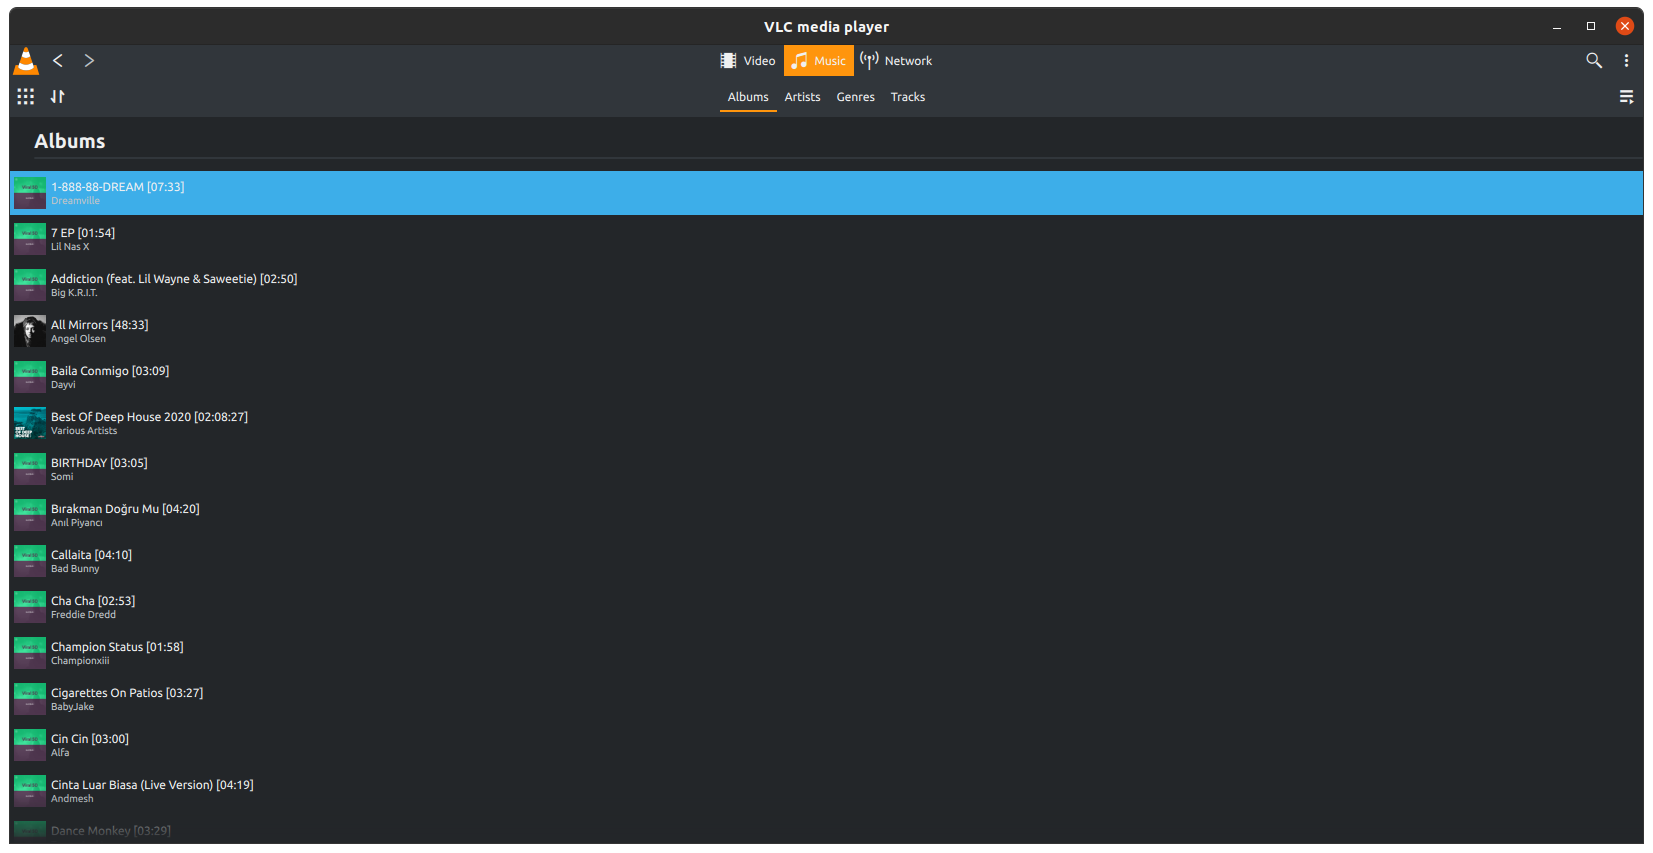 VLC media player
Video Music Network
Albums Artists Genres Tracks
Albums
1-888-88-DREAM [07:33]
Dreamville
7 EP [01:54]
Lil Nas X
Addiction (feat. Lil Wayne & Saweetie) [02:50]
Big K.R.I.T.
All Mirrors [48:33]
Angel Olsen
Baila Conmigo [03:09]
Dayvi
BEST
OF DEEP
HOUSE
Best Of Deep House 2020 [02:08:27]
Various Artists
BIRTHDAY [03:05]
Somi
Bırakman Doğru Mu [04:20]
Anıl Piyancı
Callaita [04:10]
Bad Bunny
Cha Cha [02:53]
Freddie Dredd
Champion Status [01:58]
Championxiii
Cigarettes On Patios [03:27]
BabyJake
Cin Cin [03:00]
Alfa
Cinta Luar Biasa (Live Version) [04:19]
Andmesh
Dance Monkey [03:29]